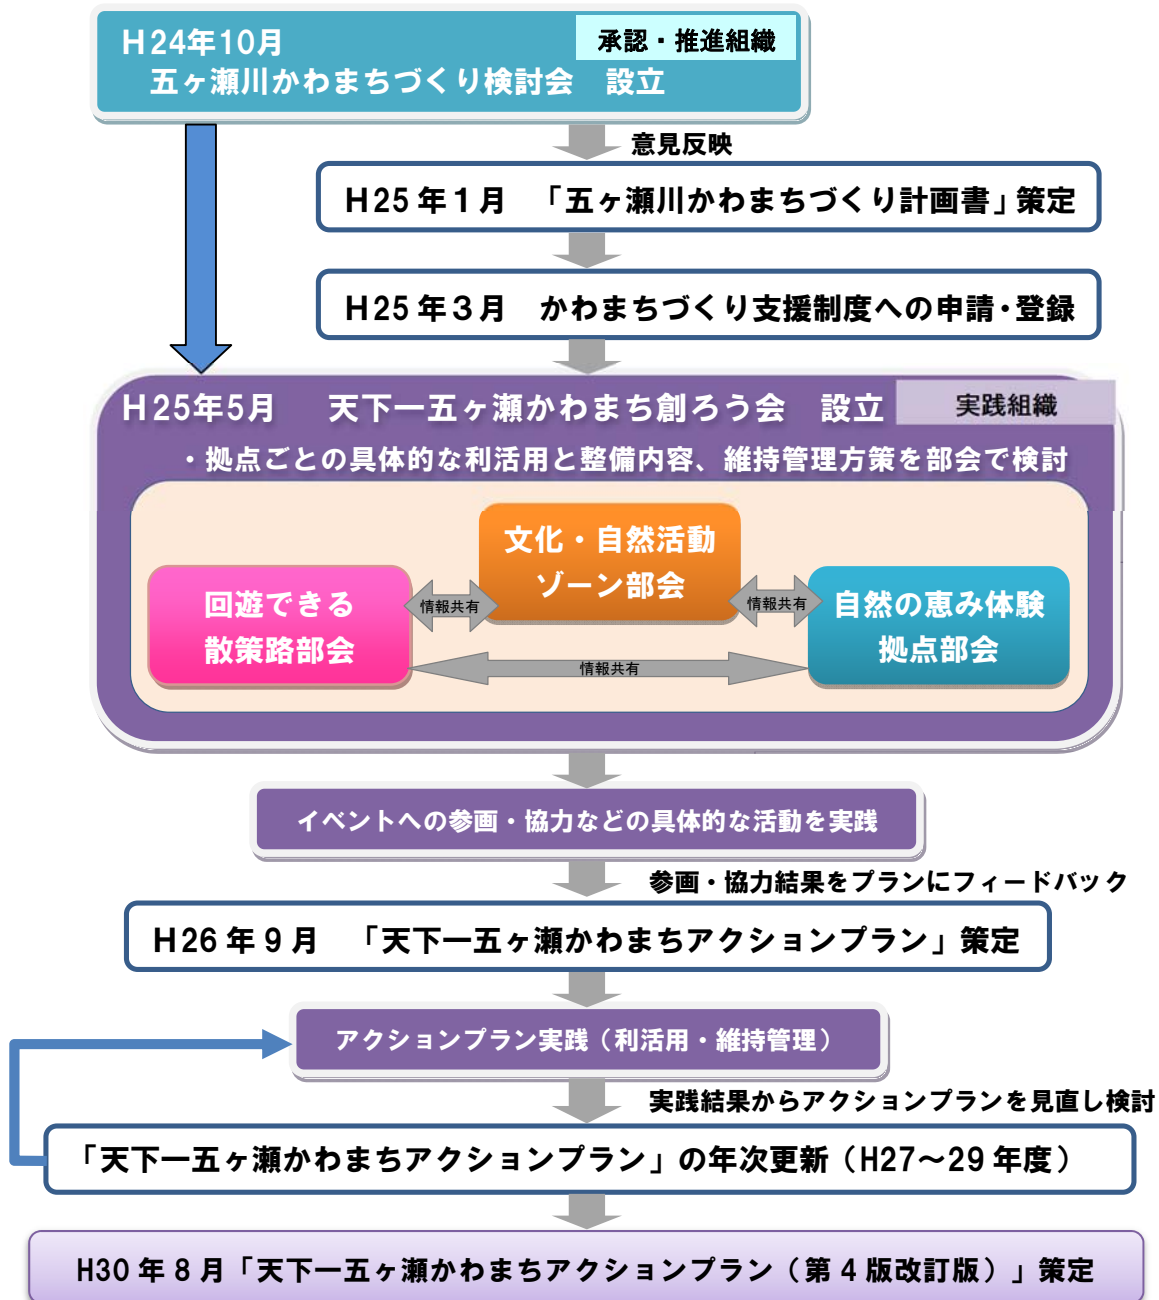 H24年10月
承認・推進組織
五ヶ瀬川かわまちづくり検討会　設立
意見反映
H25年1月　「五ヶ瀬川かわまちづくり計画書」策定
H25年3月　かわまちづくり支援制度への申請・登録
H25年5月　天下一五ヶ瀬かわまち創ろう会　設立
実践組織
・拠点ごとの具体的な利活用と整備内容、維持管理方策を部会で検討
文化・自然活動
ゾーン部会
回遊できる
散策路部会
自然の恵み体験
拠点部会
情報共有
情報共有
情報共有
イベントへの参画・協力などの具体的な活動を実践
参画・協力結果をプランにフィードバック
H26年9月　「天下一五ヶ瀬かわまちアクションプラン」策定
アクションプラン実践（利活用・維持管理）
実践結果からアクションプランを見直し検討
「天下一五ヶ瀬かわまちアクションプラン」の年次更新（H27～29年度）
H30年8月「天下一五ヶ瀬かわまちアクションプラン（第4版改訂版）」策定